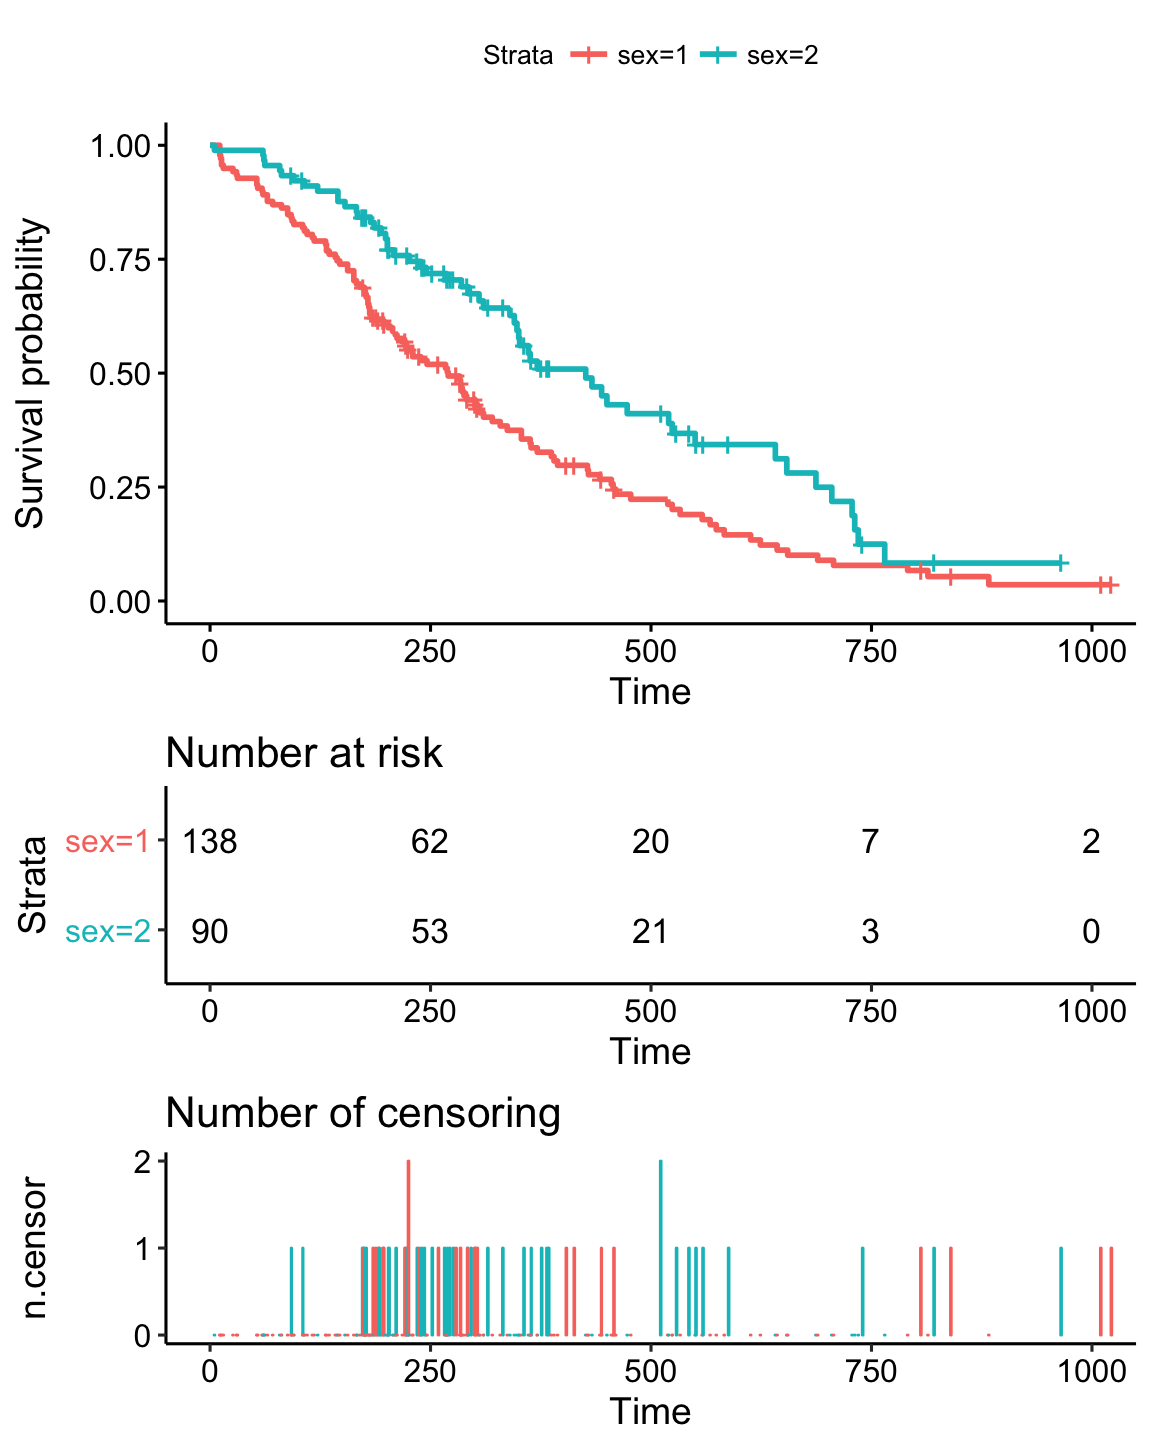 Strata sex=1 sex=2
Survival probability
1.00
0.75
0.50
0.25
0.00
0 250 500 750 1000
Time
Number at risk
Strata
sex=1 138 62 20 7 2
sex=2 90 53 21 3 0
0 250 500 750 1000
Time
Number of censoring
n.censor
2
1
0
0 250 500 750 1000
Time